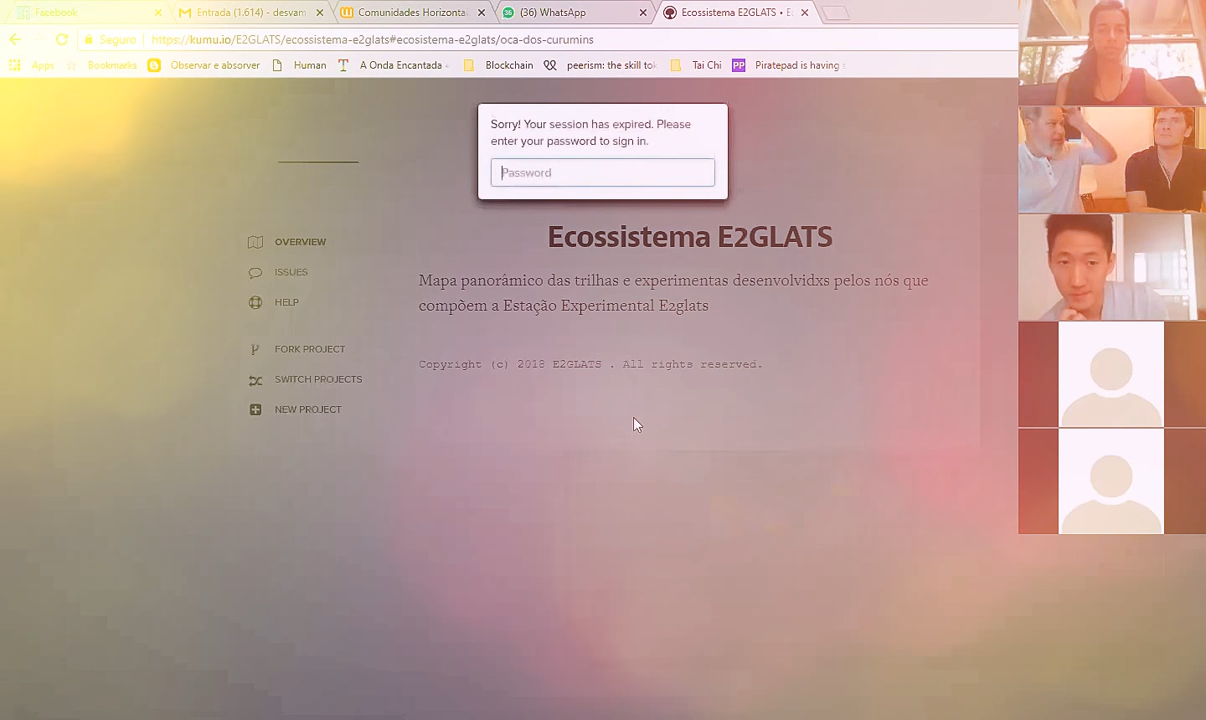 Facebook
Entrada (1.614) - desvam
Comunidades Horizonta
(36) WhatsApp
Ecossistema E2GLATS • E
Seguro
https://kumu.io/E2GLATS/ecossistema-e2glats#ecosistema-e2glats/oca-dos-curumins
Apps
Bookmarks
Observar e absorver
Human
A Onda Encantada
Blockchain
peerism: the skill tok
Tai Chi
PP
Piratepad is having
Sorry! Your session has expired. Please
enter your password to sign in.
Password
Ecossistema E2GLATS
OVERVIEW
ISSUES
HELP
FORK PROJECT
SWITCH PROJECTS
NEW PROJECT
Mapa panorâmico das trilhas e experimentas desenvolvidxs pelos nós que
compõem a Estação Experimental E2glats
Copyright (c) 2018 E2GLATS . All rights reserved.